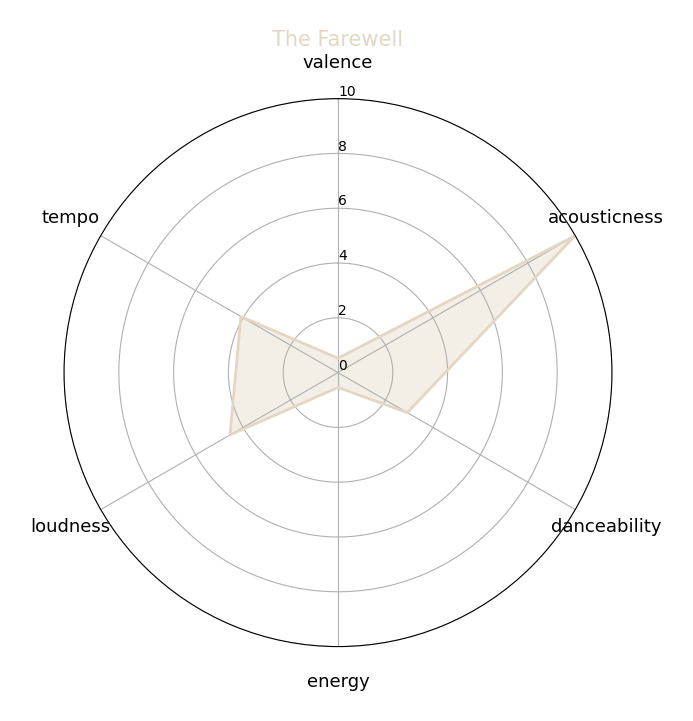 The Farewell
valence
10
8
tempo
acousticness
6
4
2
0
loudness
danceability
energy